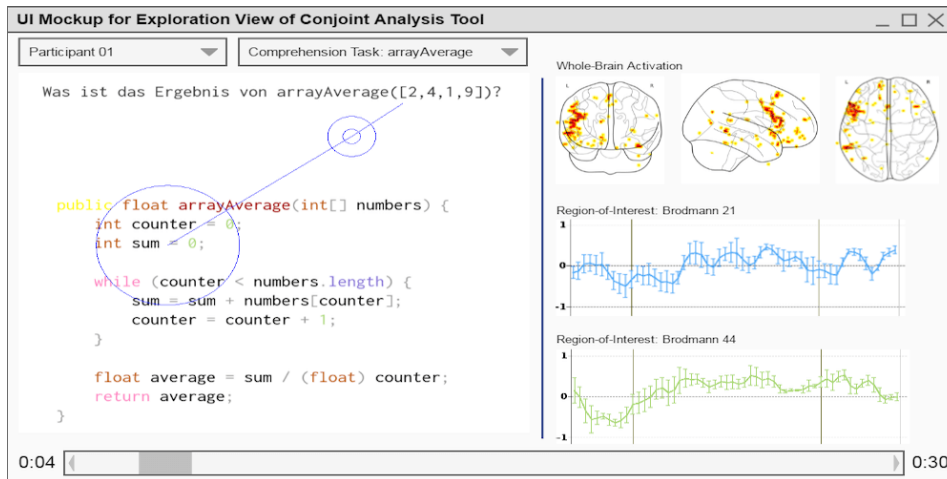 UI Mockup for Exploration View of Conjoint Analysis Tool
Participant 01
Comprehension Task: arrayAverage
Was ist das Ergebnis von arrayAverage([2,4,1,9])?
public float arrayAverage(int[] numbers) {
int counter = 0;
int sum = 0;
while (counter < numbers.length) {
sum = sum + numbers[counter];
counter = counter + 1;
}
float average = sum / (float) counter;
return average;
}
Whole-Brain Activation
L R
L R
Region-of-Interest: Brodmann 21
1
0
-1
Region-of-Interest: Brodmann 44
1
0
-1
0:04
0:30